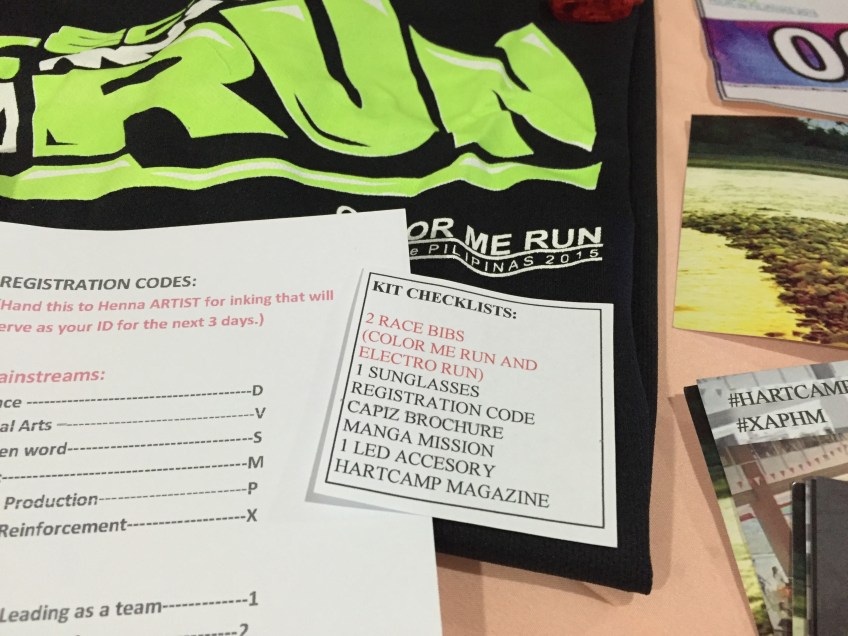 RUN
COLOR ME RUN
PILIPINAS 2015
REGISTRATION CODES:
(Hand this to Henna ARTIST for inking that will
erve as your ID for the next 3 days.)
ainstreams:
nce ----------------------------D
al Arts -------------------------V
en word------------------------S
--------------------------------M
Production--------------------P
Reinforcement-----------------X
Leading as a team-------------1
-------------2
KIT CHECKLISTS:
2 RACE BIBS
(COLOR ME RUN AND
ELECTRO RUN)
1 SUNGLASSES
REGISTRATION CODE
CAPIZ BROCHURE
MANGA MISSION
1 LED ACCESORY
HARTCAMP MAGAZINE
#HARTCAMP
#XAPHM